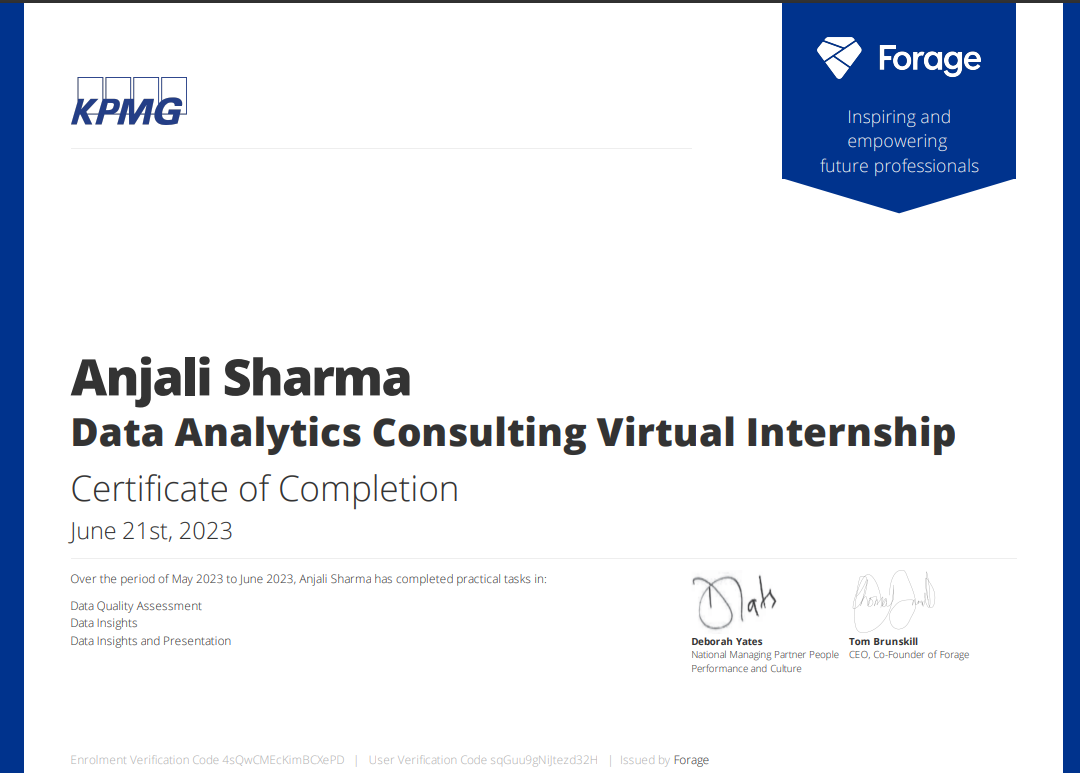 KPMG
Forage
Inspiring and
empowering
future professionals
Anjali Sharma
Data Analytics Consulting Virtual Internship
Certificate of Completion
June 21st, 2023
Over the period of May 2023 to June 2023, Anjali Sharma has completed practical tasks in:
Data Quality Assessment
Data Insights
Data Insights and Presentation
Deborah Yates
National Managing Partner People
Performance and Culture
Tom Brunskill
CEO, Co-Founder of Forage
Enrolment Verification Code 4sQwCMEcKimBCXePD | User Verification Code sqGuu9gNiJtezd32H | Issued by Forage